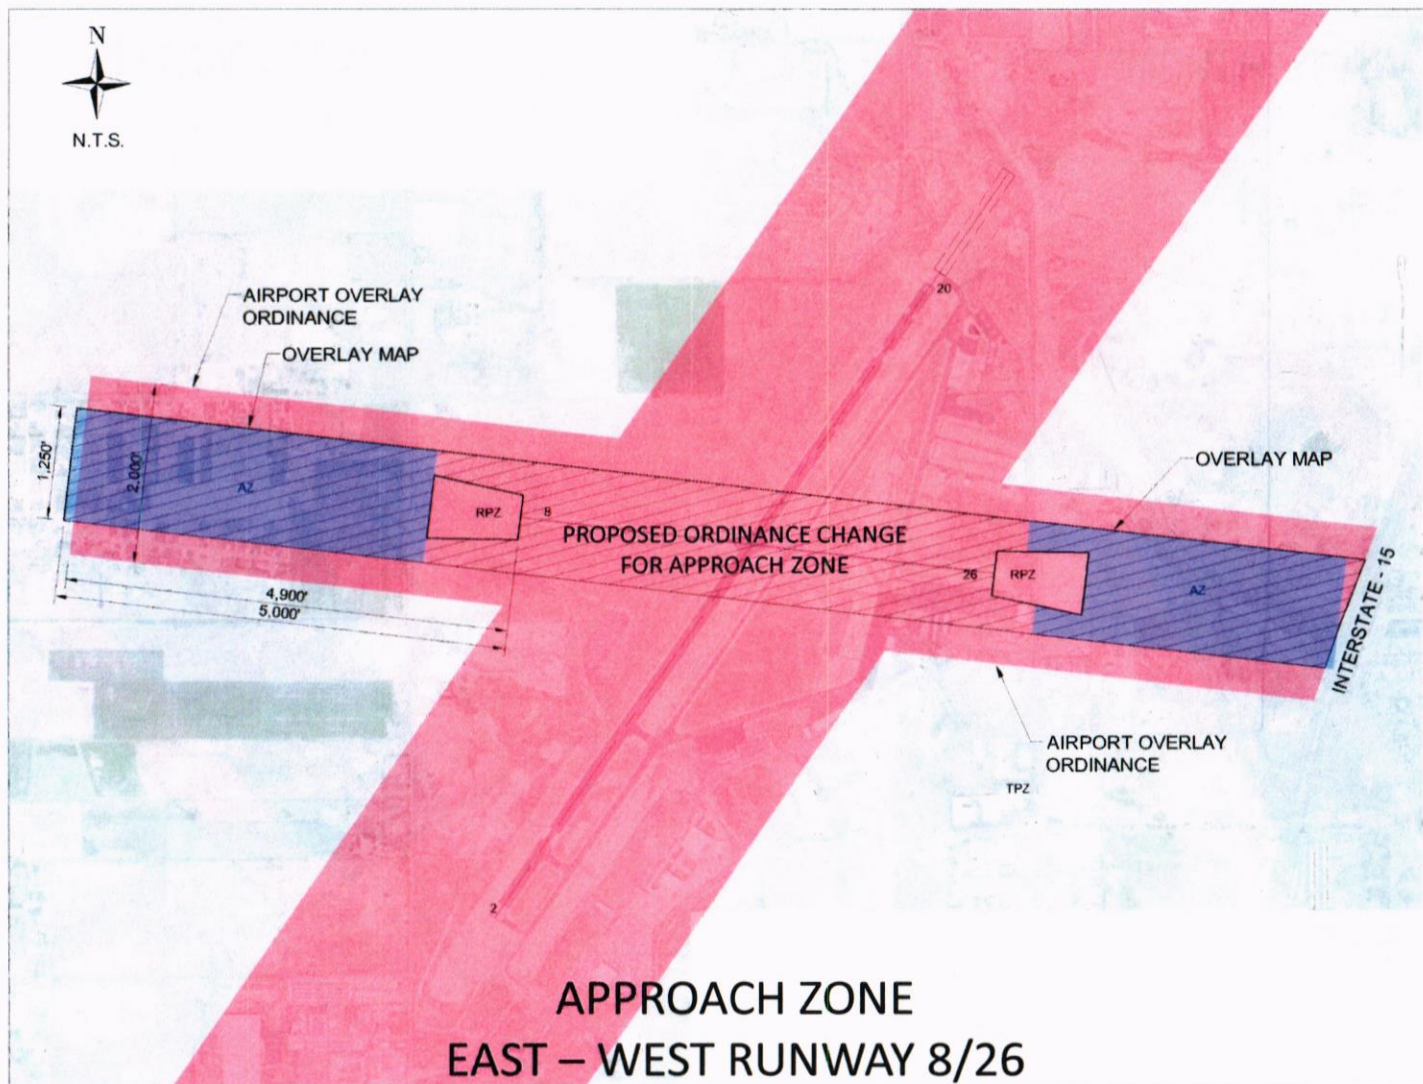 N
N.T.S.
AIRPORT OVERLAY
ORDINANCE
OVERLAY MAP
20
1,250'
2,000'
AZ
RPZ
8
PROPOSED ORDINANCE CHANGE
FOR APPROACH ZONE
26
RPZ
AZ
OVERLAY MAP
INTERSTATE - 15
4,900'
5,000'
AIRPORT OVERLAY
ORDINANCE
TPZ
2
APPROACH ZONE
EAST – WEST RUNWAY 8/26